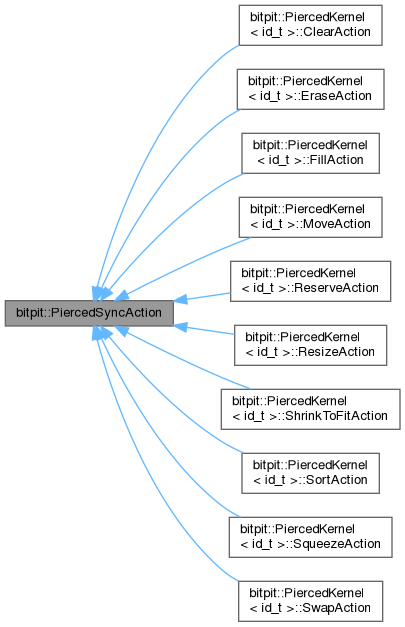 bitpit::PiercedKernel
< id_t >::ClearAction
bitpit::PiercedKernel
< id_t >::EraseAction
bitpit::PiercedKernel
< id_t >::FillAction
bitpit::PiercedKernel
< id_t >::MoveAction
bitpit::PiercedKernel
< id_t >::ReserveAction
bitpit::PiercedSyncAction
bitpit::PiercedKernel
< id_t >::ResizeAction
bitpit::PiercedKernel
< id_t >::ShrinkToFitAction
bitpit::PiercedKernel
< id_t >::SortAction
bitpit::PiercedKernel
< id_t >::SqueezeAction
bitpit::PiercedKernel
< id_t >::SwapAction